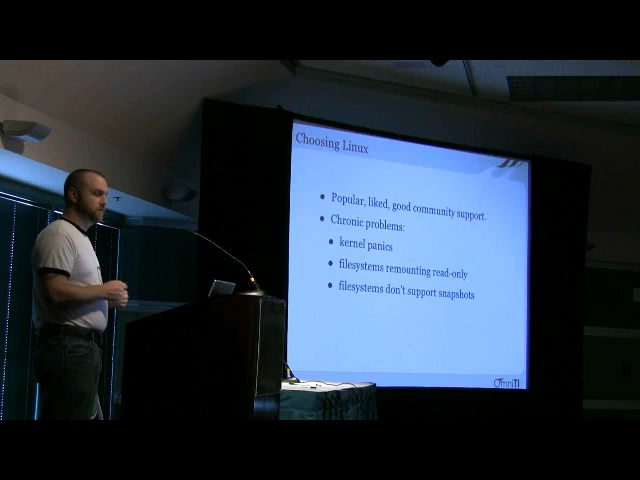 Choosing Linux
Popular, liked, good community support.
Chronic problems:
kernel panics
filesystems remounting read-only
filesystems don't support snapshots
OmniTI